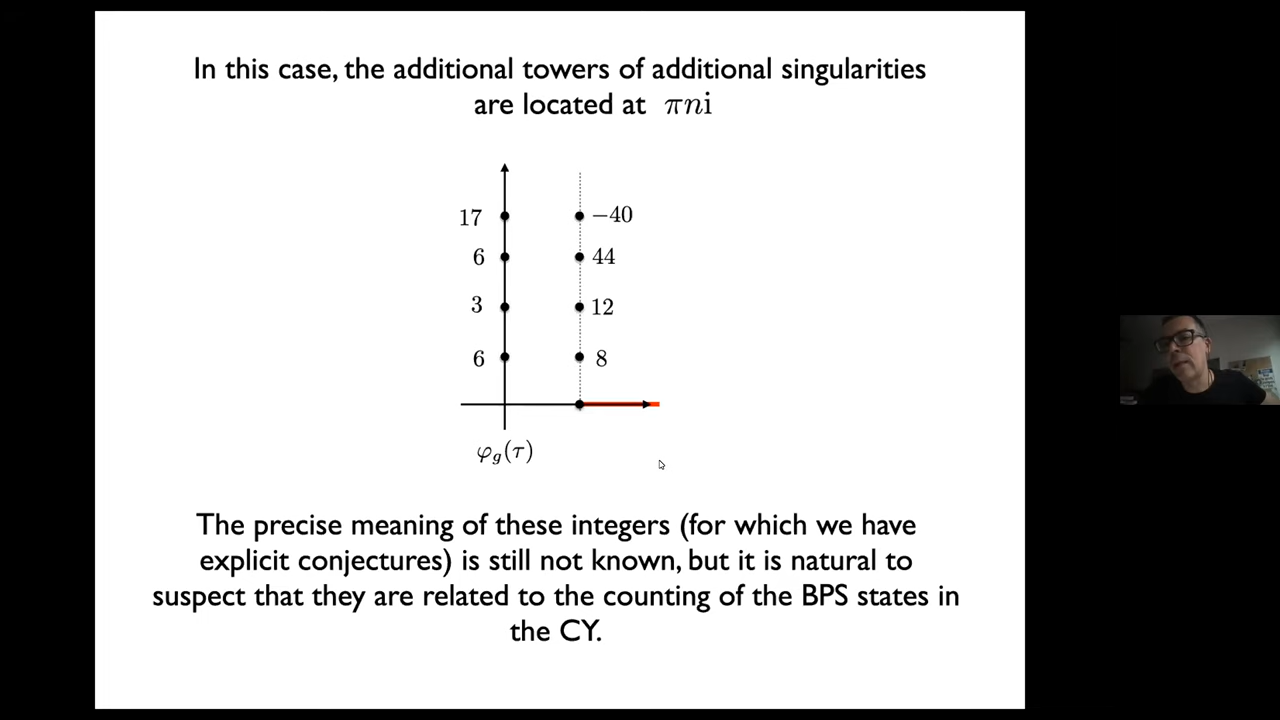 In this case, the additional towers of additional singularities
are located at πni
17
−40
6
44
3
12
6
8
φg(τ)
The precise meaning of these integers (for which we have
explicit conjectures) is still not known, but it is natural to
suspect that they are related to the counting of the BPS states in
the CY.